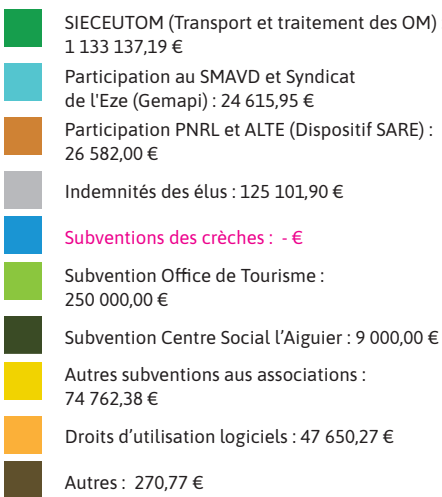 SIECEUTOM (Transport et traitement des OM)
1 133 137,19 €
Participation au SMAVD et Syndicat
de l'Eze (Gemapi) : 24 615,95 €
Participation PNRL et ALTE (Dispositif SARE) :
26 582,00 €
Indemnités des élus : 125 101,90 €
Subventions des crèches : - €
Subvention Office de Tourisme :
250 000,00 €
Subvention Centre Social l’Aiguier : 9 000,00 €
Autres subventions aus associations :
74 762,38 €
Droits d’utilisation logiciels : 47 650,27 €
Autres : 270,77 €